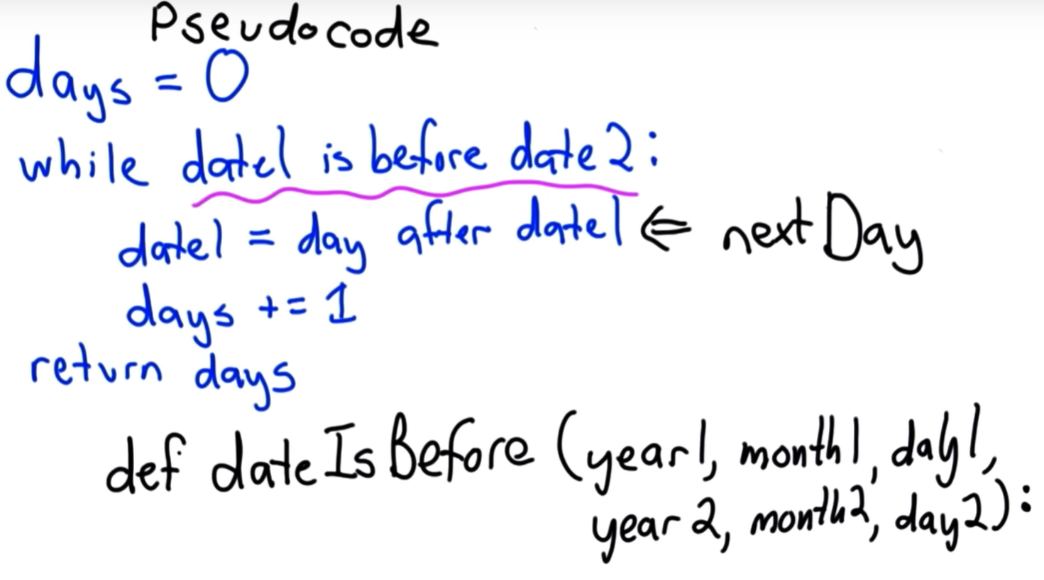 Pseudocode
days = 0
while date1 is before date2:
date1 = day after date1 ⇐ nextDay
days += 1
return days
def dateIsBefore (year1, month1, day1,
year2, month2, day2):